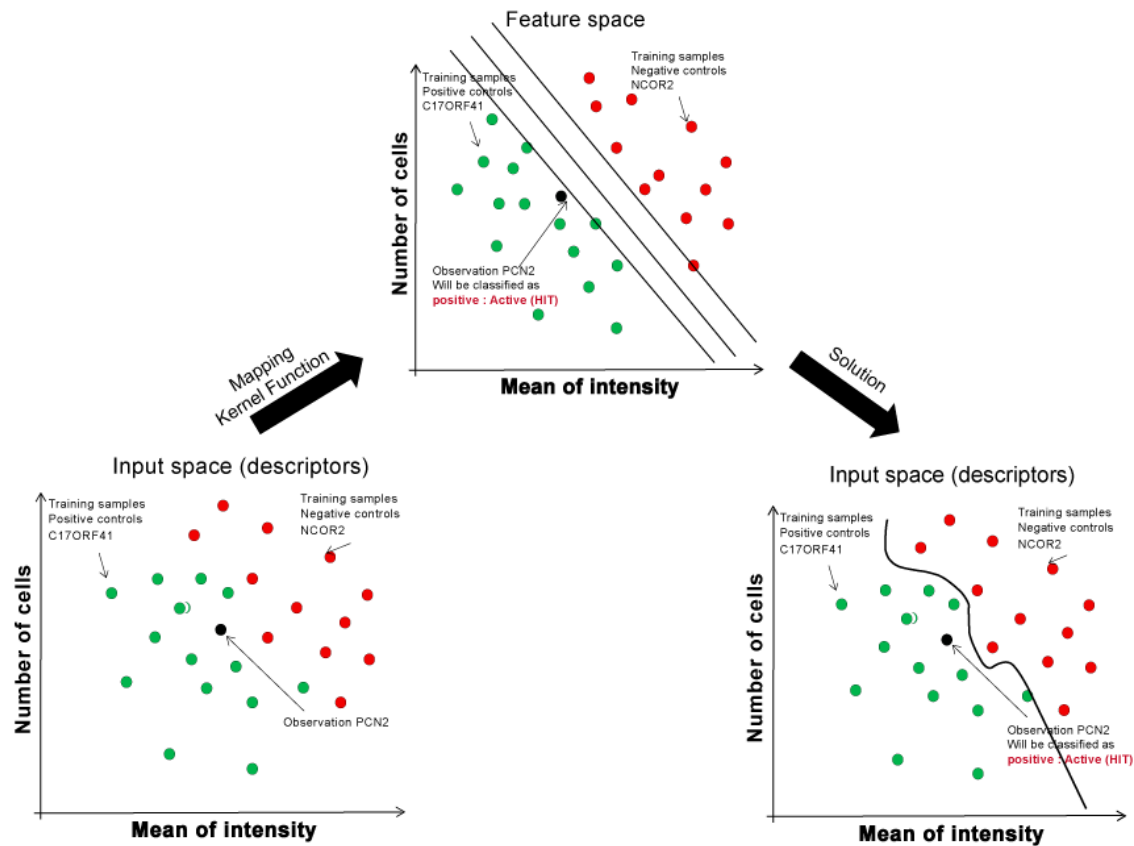 Feature space
Training samples
Positive controls
C17ORF41
Training samples
Negative controls
NCOR2
Number of cells
Observation PCN2
Will be classified as
positive : Active (HIT)
Mean of intensity
Mapping
Kernel Function
Solution
Input space (descriptors)
Training samples
Positive controls
C17ORF41
Training samples
Negative controls
NCOR2
Number of cells
Observation PCN2
Mean of intensity
Input space (descriptors)
Training samples
Positive controls
C17ORF41
Training samples
Negative controls
NCOR2
Number of cells
Observation PCN2
Will be classified as
positive : Active (HIT)
Mean of intensity